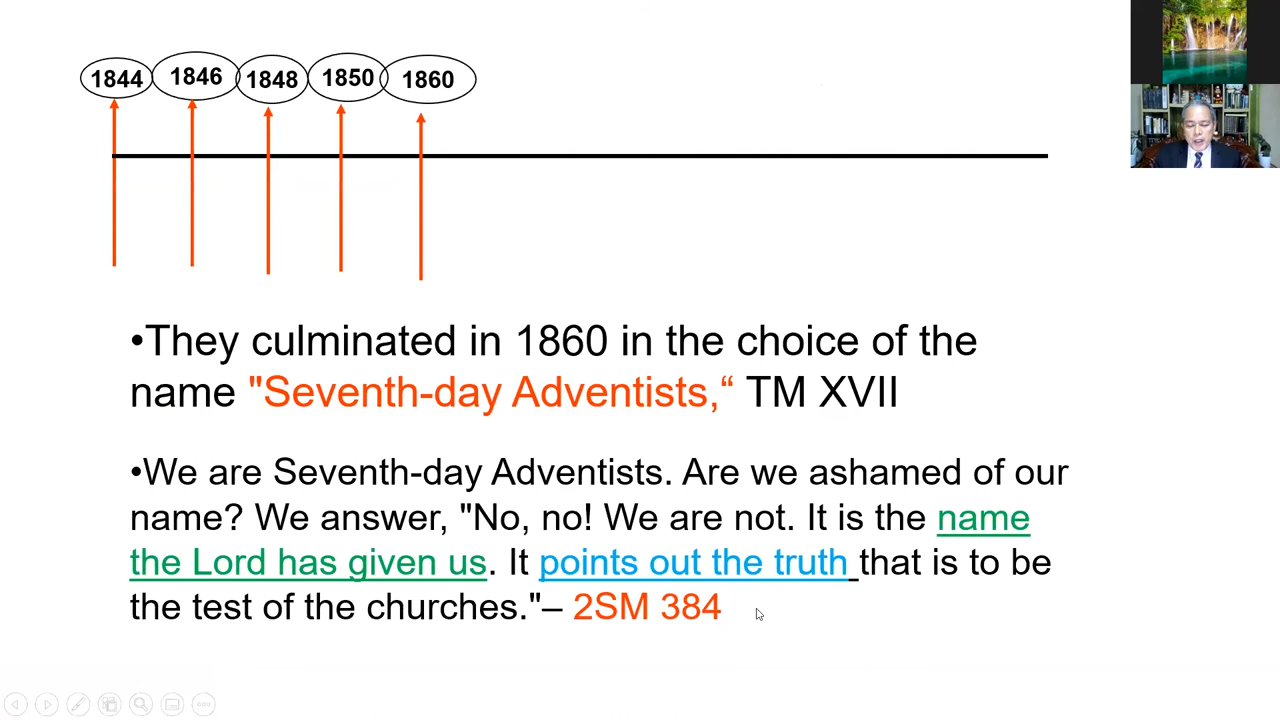 1844 1846 1848 1850 1860
•They culminated in 1860 in the choice of the
name "Seventh-day Adventists,“ TM XVII
•We are Seventh-day Adventists. Are we ashamed of our
name? We answer, "No, no! We are not. It is the name
the Lord has given us. It points out the truth that is to be
the test of the churches."– 2SM 384